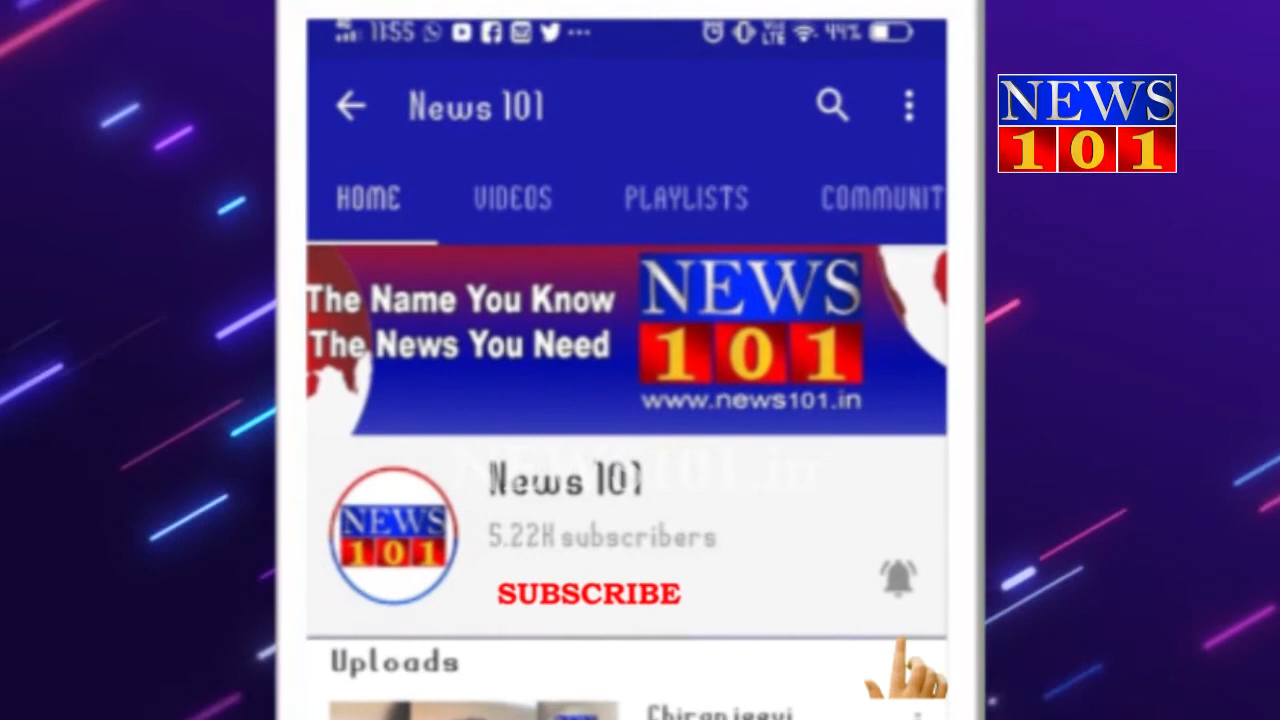 11:55
VoLTE
44%
News 101
HOME VIDEOS PLAYLISTS COMMUNIT
The Name You Know
The News You Need
NEWS
101
www.news101.in
News 101
5.22K subscribers
SUBSCRIBE
NEWS
101
Uploads
Chiranjeevi
NEWS
101